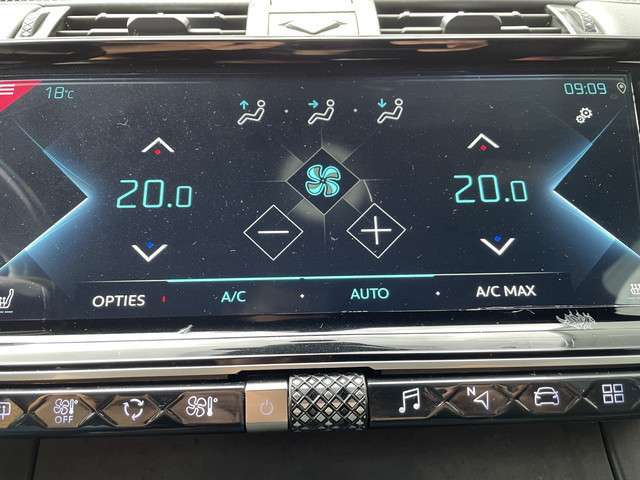 18°C
09:09
20.0
20.0
OPTIES A/C AUTO A/C MAX
OFF
N